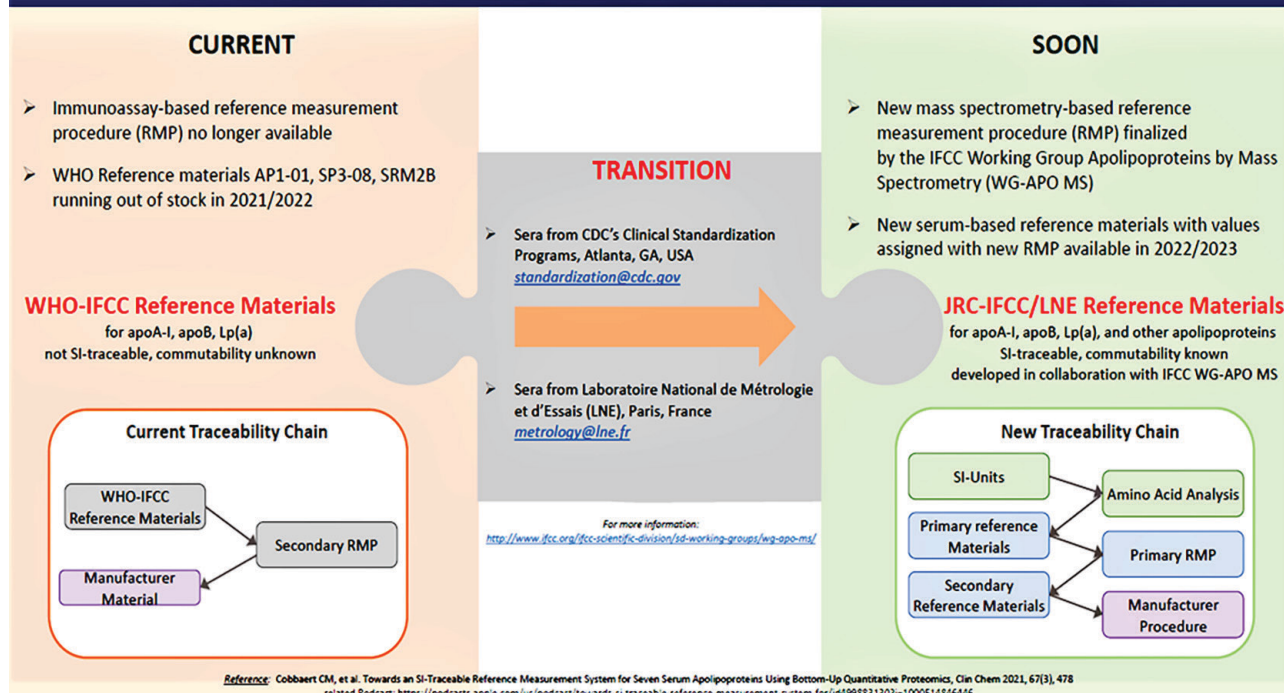 CURRENT
➢ Immunoassay-based reference measurement
procedure (RMP) no longer available
➢ WHO Reference materials AP1-01, SP3-08, SRM2B
running out of stock in 2021/2022
WHO-IFCC Reference Materials
for apoA-I, apoB, Lp(a)
not SI-traceable, commutability unknown
Current Traceability Chain
WHO-IFCC
Reference Materials
Secondary RMP
Manufacturer
Material
TRANSITION
➢ Sera from CDC's Clinical Standardization
Programs, Atlanta, GA, USA
standardization@cdc.gov
➢ Sera from Laboratoire National de Métrologie
et d'Essais (LNE), Paris, France
metrology@lne.fr
For more information:
http://www.ifcc.org/ifcc-scientific-division/sd-working-groups/wg-apo-ms/
SOON
➢ New mass spectrometry-based reference
measurement procedure (RMP) finalized
by the IFCC Working Group Apolipoproteins by Mass
Spectrometry (WG-APO MS)
➢ New serum-based reference materials with values
assigned with new RMP available in 2022/2023
JRC-IFCC/LNE Reference Materials
for apoA-I, apoB, Lp(a), and other apolipoproteins
SI-traceable, commutability known
developed in collaboration with IFCC WG-APO MS
New Traceability Chain
SI-Units
Amino Acid Analysis
Primary reference
Materials
Primary RMP
Secondary
Reference Materials
Manufacturer
Procedure
Reference: Cobbaert CM, et al. Towards an SI-Traceable Reference Measurement System for Seven Serum Apolipoproteins Using Bottom-Up Quantitative Proteomics, Clin Chem 2021, 67(3), 478
related Podcast: